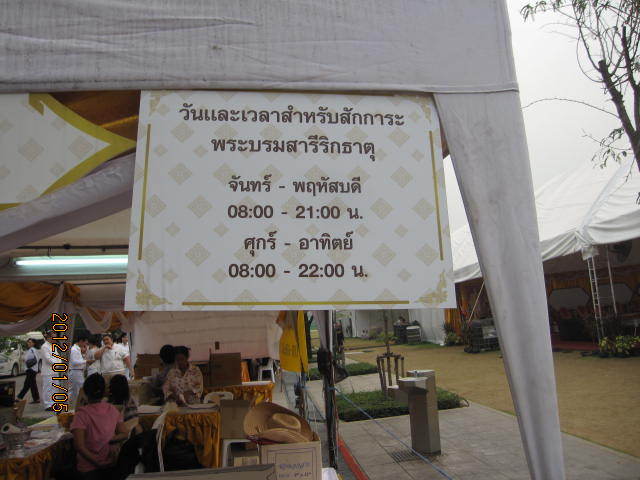 วันและเวลาสำหรับสักการะ
พระบรมสารีริกธาตุ
จันทร์ - พฤหัสบดี
08:00 - 21:00 น.
ศุกร์ - อาทิตย์
08:00 - 22:00 น.
2012/01/05